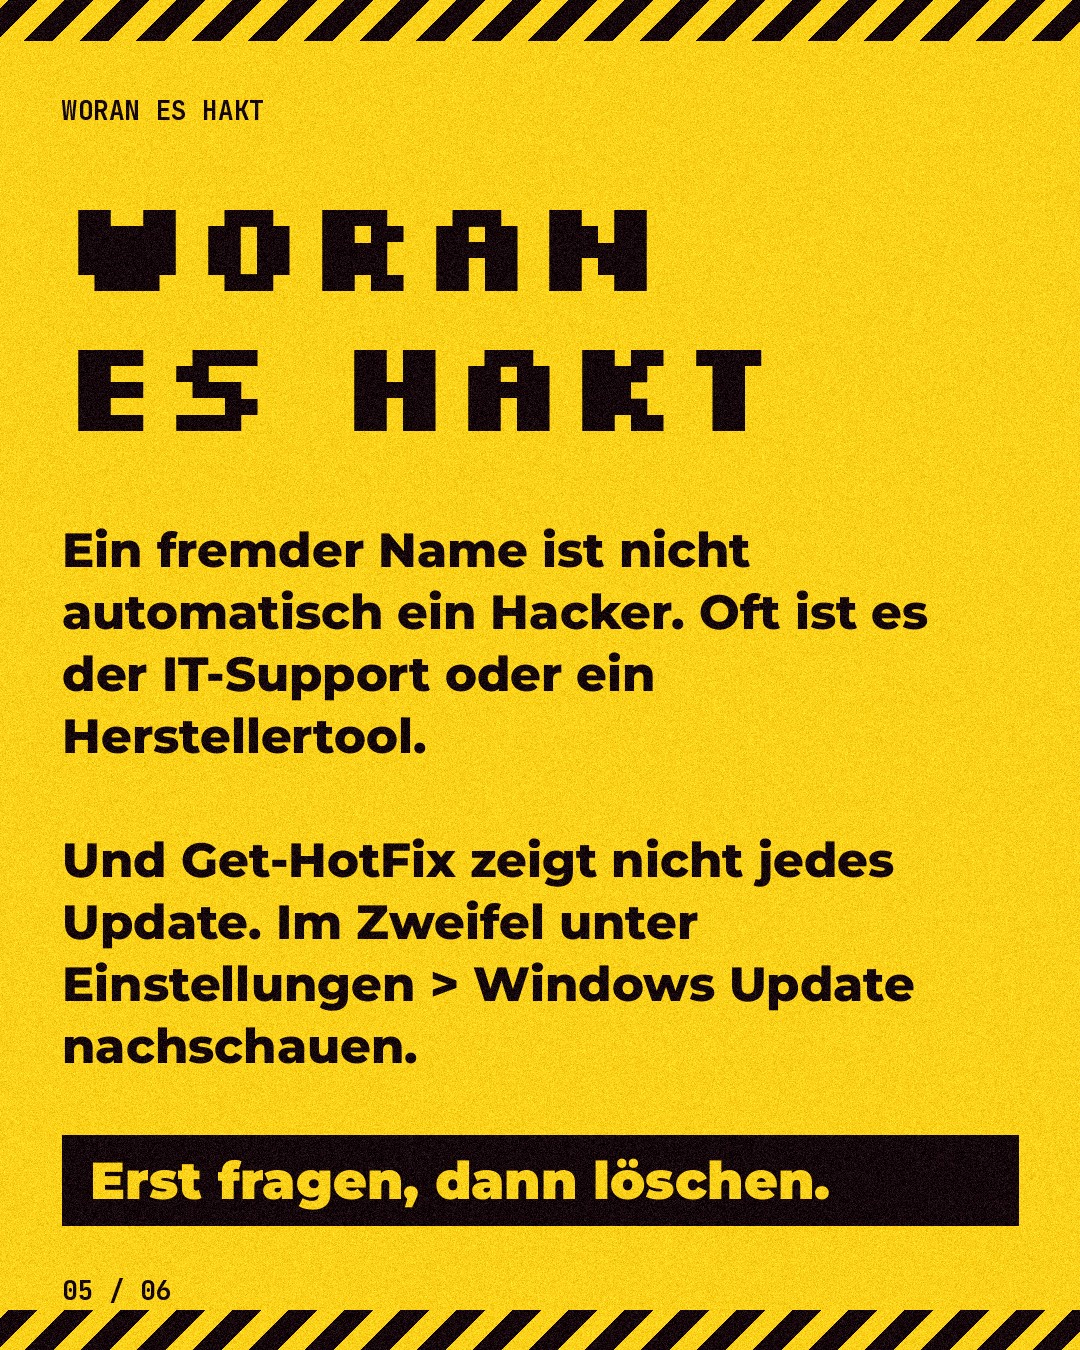 WORAN ES HAKT
WORAN
ES HAKT
Ein fremder Name ist nicht
automatisch ein Hacker. Oft ist es
der IT-Support oder ein
Herstellertool.
Und Get-HotFix zeigt nicht jedes
Update. Im Zweifel unter
Einstellungen > Windows Update
nachschauen.
Erst fragen, dann löschen.
05 / 06